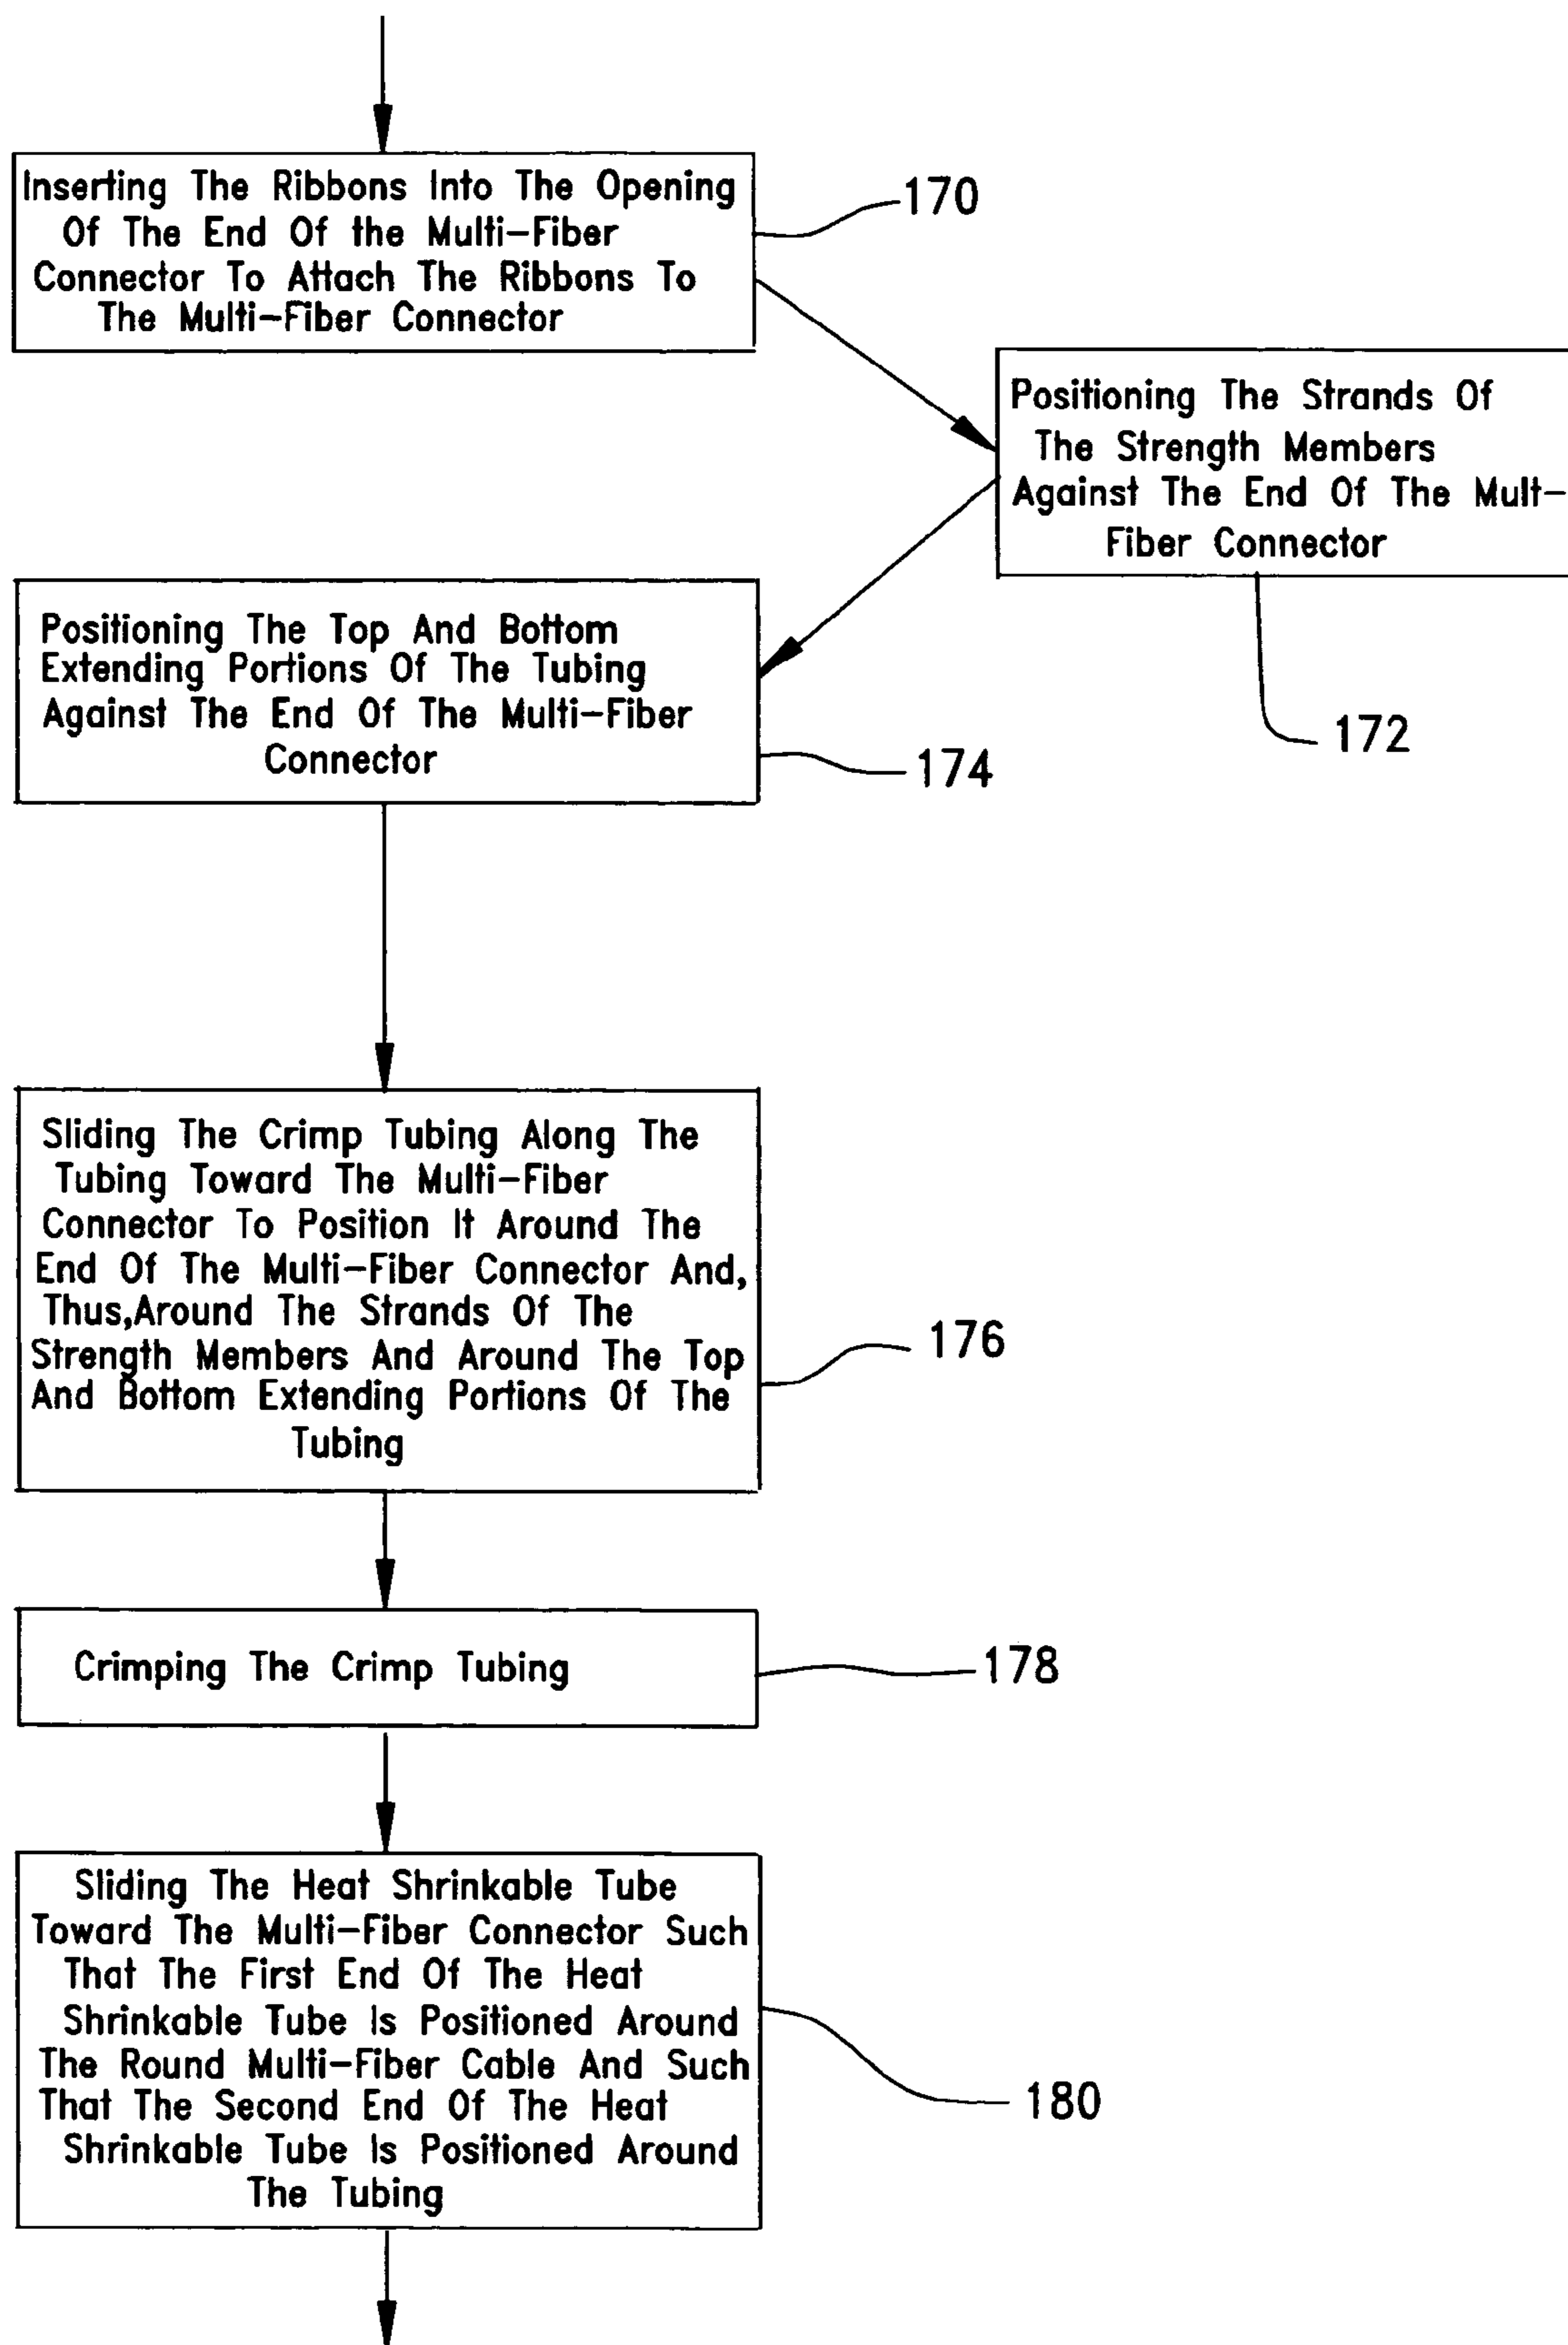 Inserting The Ribbons Into The Opening
Of The End Of the Multi-Fiber
Connector To Attach The Ribbons To
The Multi-Fiber Connector
170
Positioning The Strands Of
The Strength Members
Against The End Of The Mult-
Fiber Connector
172
Positioning The Top And Bottom
Extending Portions Of The Tubing
Against The End Of The Multi-Fiber
Connector
174
Sliding The Crimp Tubing Along The
Tubing Toward The Multi-Fiber
Connector To Position It Around The
End Of The Multi-Fiber Connector And,
Thus,Around The Strands Of The
Strength Members And Around The Top
And Bottom Extending Portions Of The
Tubing
176
Crimping The Crimp Tubing
178
Sliding The Heat Shrinkable Tube
Toward The Multi-Fiber Connector Such
That The First End Of The Heat
Shrinkable Tube Is Positioned Around
The Round Multi-Fiber Cable And Such
That The Second End Of The Heat
Shrinkable Tube Is Positioned Around
The Tubing
180